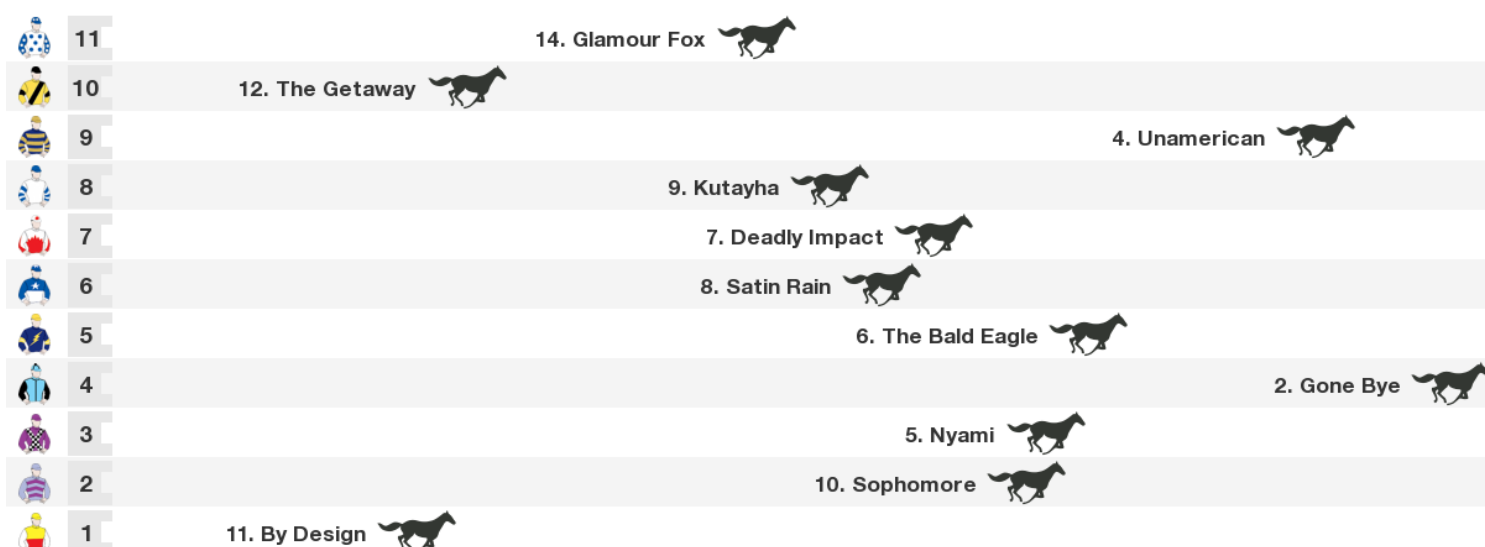 11 14. Glamour Fox
10 12. The Getaway
9 4. Unamerican
8 9. Kutayha
7 7. Deadly Impact
6 8. Satin Rain
5 6. The Bald Eagle
4 2. Gone Bye
3 5. Nyami
2 10. Sophomore
1 11. By Design